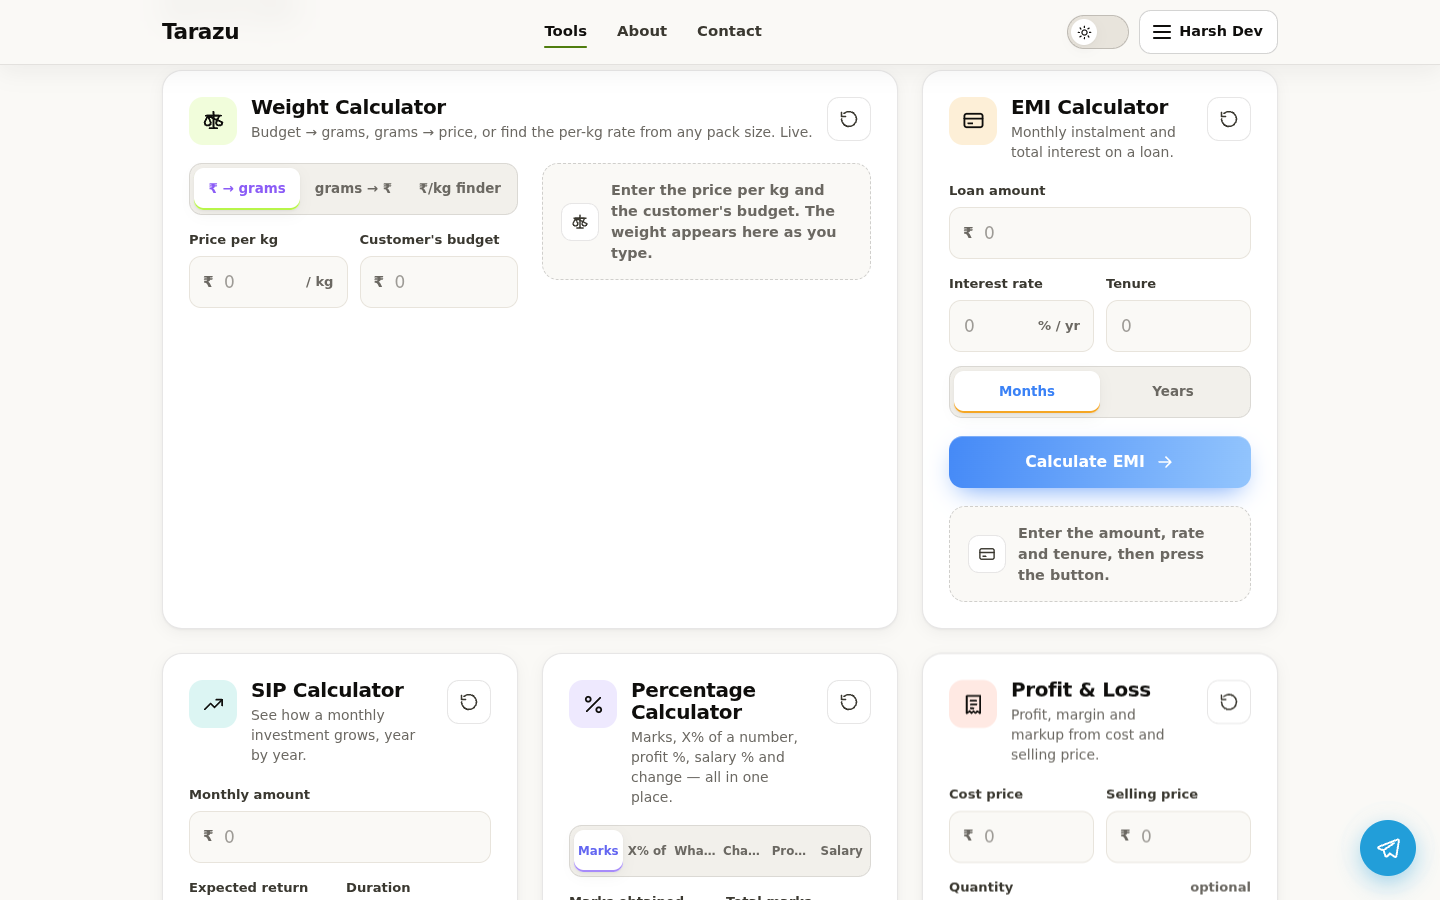 Tarazu
Tools
About
Contact
Harsh Dev
Weight Calculator
Budget → grams, grams → price, or find the per-kg rate from any pack size. Live.
₹ → grams
grams → ₹
₹/kg finder
Price per kg
Customer's budget
₹ 0 / kg
₹ 0
Enter the price per kg and
the customer's budget. The
weight appears here as you
type.
EMI Calculator
Monthly instalment and
total interest on a loan.
Loan amount
₹ 0
Interest rate
Tenure
0 % / yr
0
Months
Years
Calculate EMI →
Enter the amount, rate
and tenure, then press
the button.
SIP Calculator
See how a monthly
investment grows, year
by year.
Monthly amount
₹ 0
Expected return
Duration
Percentage
Calculator
Marks, X% of a number,
profit %, salary % and
change — all in one
place.
Marks
X% of
Wha...
Cha...
Pro...
Salary
Marks obtained
Total marks
Profit & Loss
Profit, margin and
markup from cost and
selling price.
Cost price
Selling price
₹ 0
₹ 0
Quantity
optional